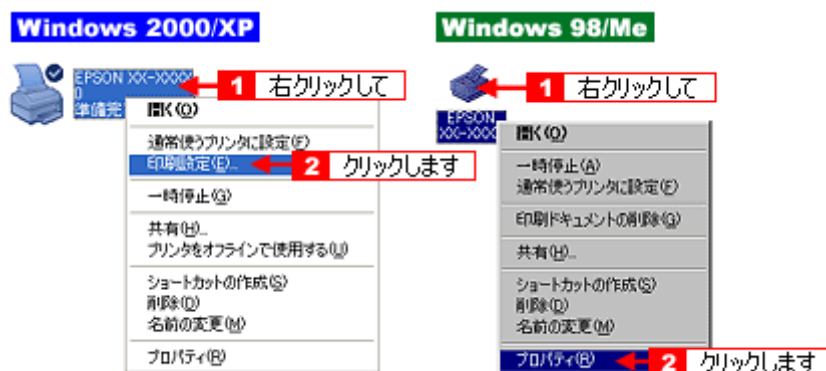 Windows 2000/XP
EPSON XX-XXXX
0
準備完
1 右クリックして
開く(O)
通常使うプリンタに設定(F)
印刷設定(E)...
2 クリックします
一時停止(G)
共有(H)...
プリンタをオフラインで使用する(U)
ショートカットの作成(S)
削除(D)
名前の変更(M)
プロパティ(R)
Windows 98/Me
1 右クリックして
EPSON
XX-XXX
開く(O)
一時停止(A)
通常使うプリンタに設定(F)
印刷ドキュメントの削除(G)
共有(H)...
ショートカットの作成(S)
削除(D)
名前の変更(M)
プロパティ(R)
2 クリックします